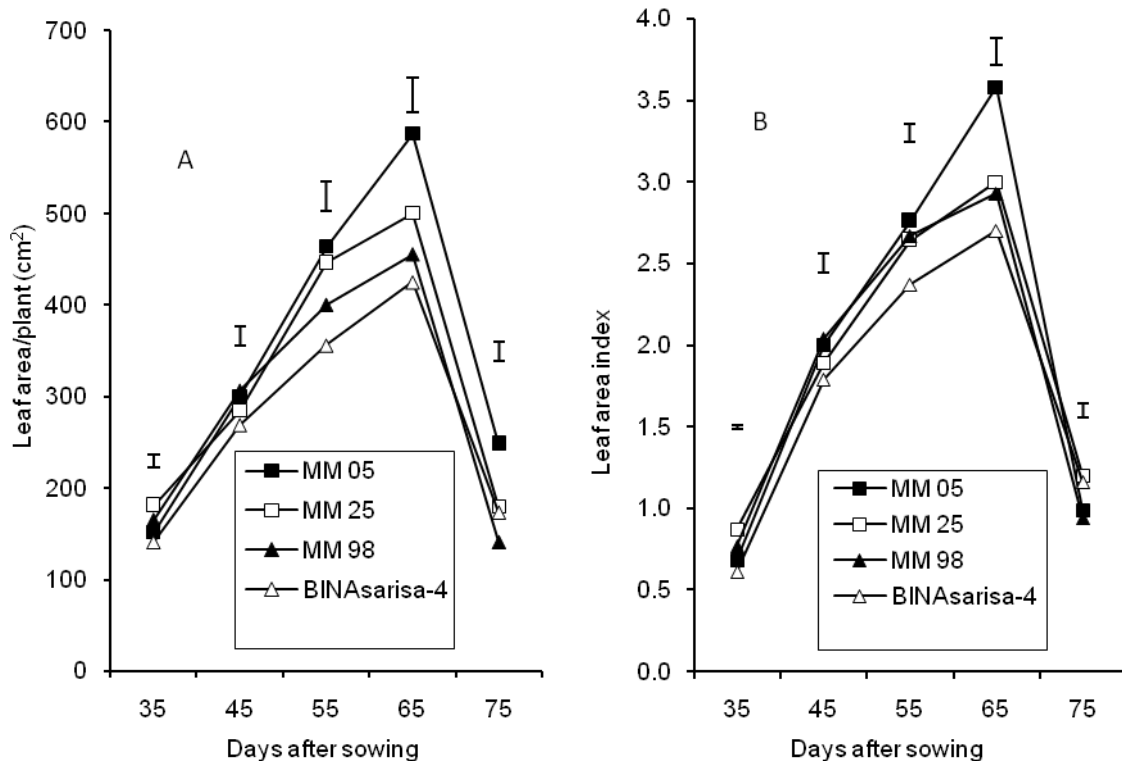 A
Leaf area/plant (cm²)
700
600
500
400
300
200
100
0
MM 05
MM 25
MM 98
BINAsarisa-4
35 45 55 65 75
Days after sowing
B
Leaf area index
4.0
3.5
3.0
2.5
2.0
1.5
1.0
0.5
0.0
MM 05
MM 25
MM 98
BINAsarisa-4
35 45 55 65 75
Days after sowing